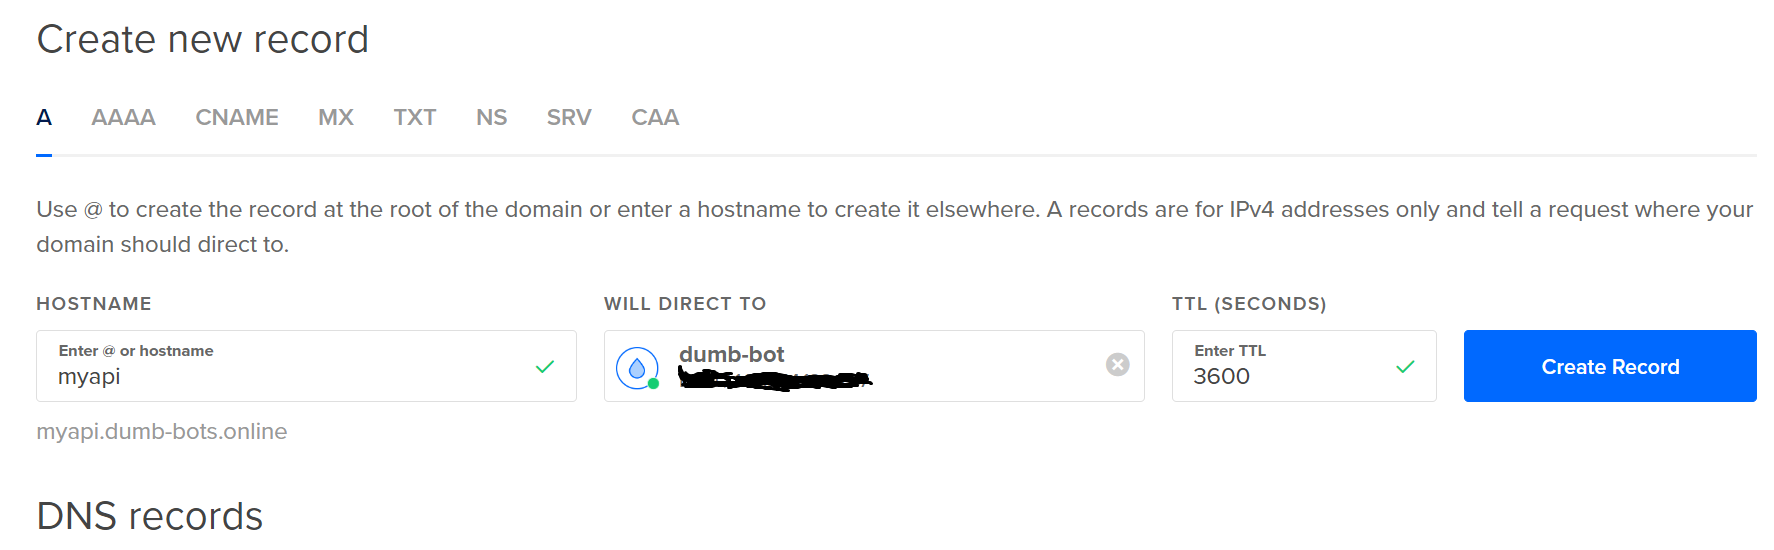 Create new record
A AAAA CNAME MX TXT NS SRV CAA
Use @ to create the record at the root of the domain or enter a hostname to create it elsewhere. A records are for IPv4 addresses only and tell a request where your
domain should direct to.
HOSTNAME WILL DIRECT TO TTL (SECONDS)
Enter @ or hostname
myapi
dumb-bot
Enter TTL
3600
Create Record
myapi.dumb-bots.online
DNS records